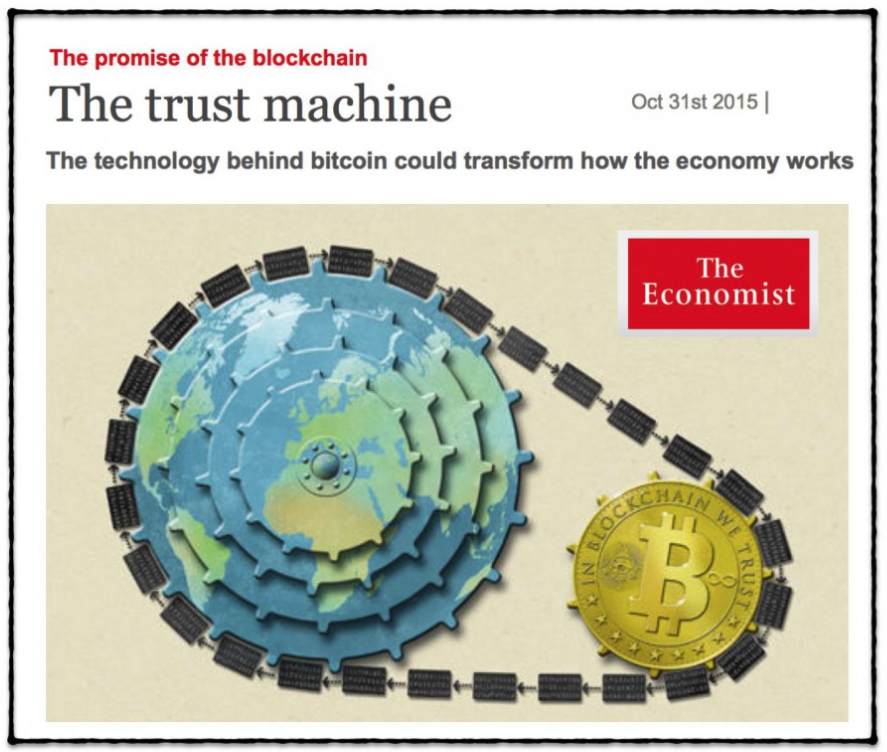 The promise of the blockchain
The trust machine
Oct 31st 2015 |
The technology behind bitcoin could transform how the economy works
The
Economist
IN BLOCKCHAIN WE TRUST